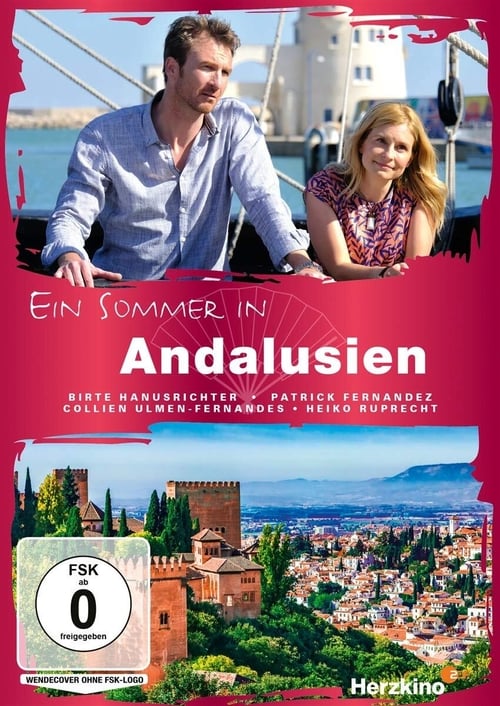 EIN SOMMER IN
Andalusien
BIRTE HANUSRICHTER • PATRICK FERNANDEZ
COLLIEN ULMEN-FERNANDES • HEIKO RUPRECHT
FSK
ab
0
freigegeben
WENDECOVER OHNE FSK-LOGO
Herzkino
ZDF